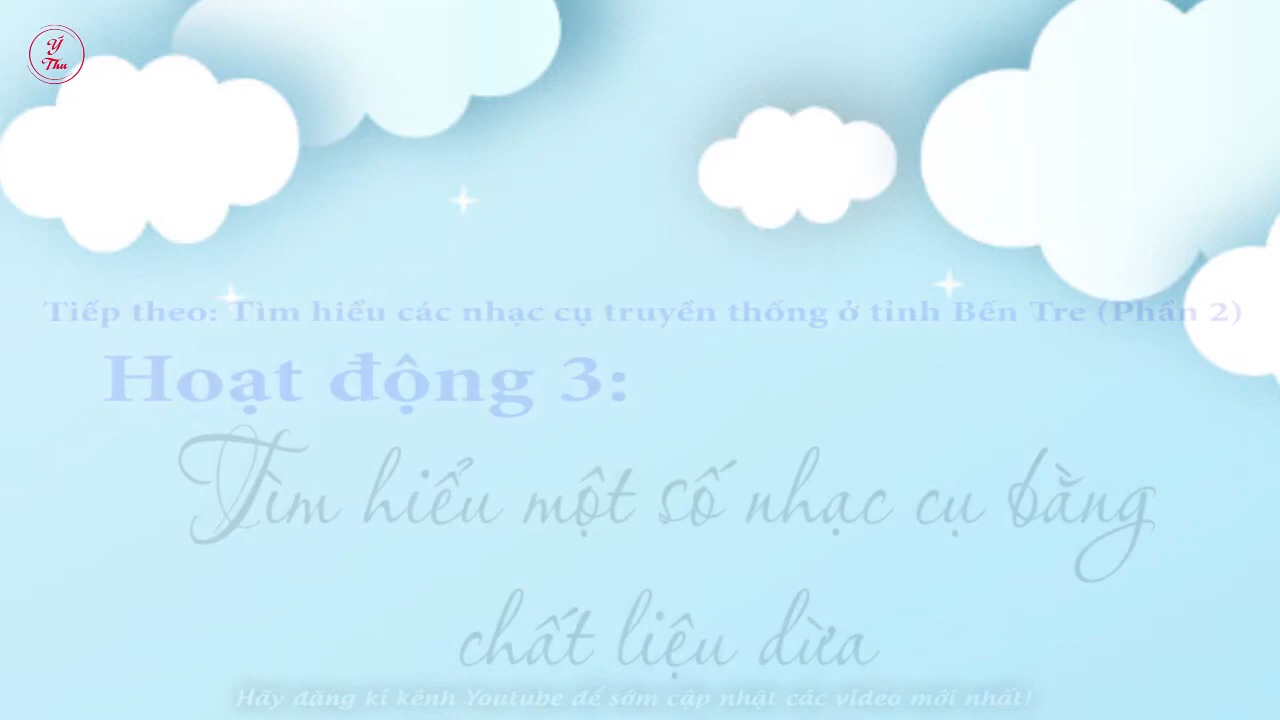 Ý
Thu
Tiếp theo: Tìm hiểu các nhạc cụ truyền thống ở tỉnh Bến Tre (Phần 2)
Hoạt động 3:
Tìm hiểu một số nhạc cụ bằng
chất liệu dừa
Hãy đăng kí kênh Youtube để sớm cập nhật các video mới nhất!